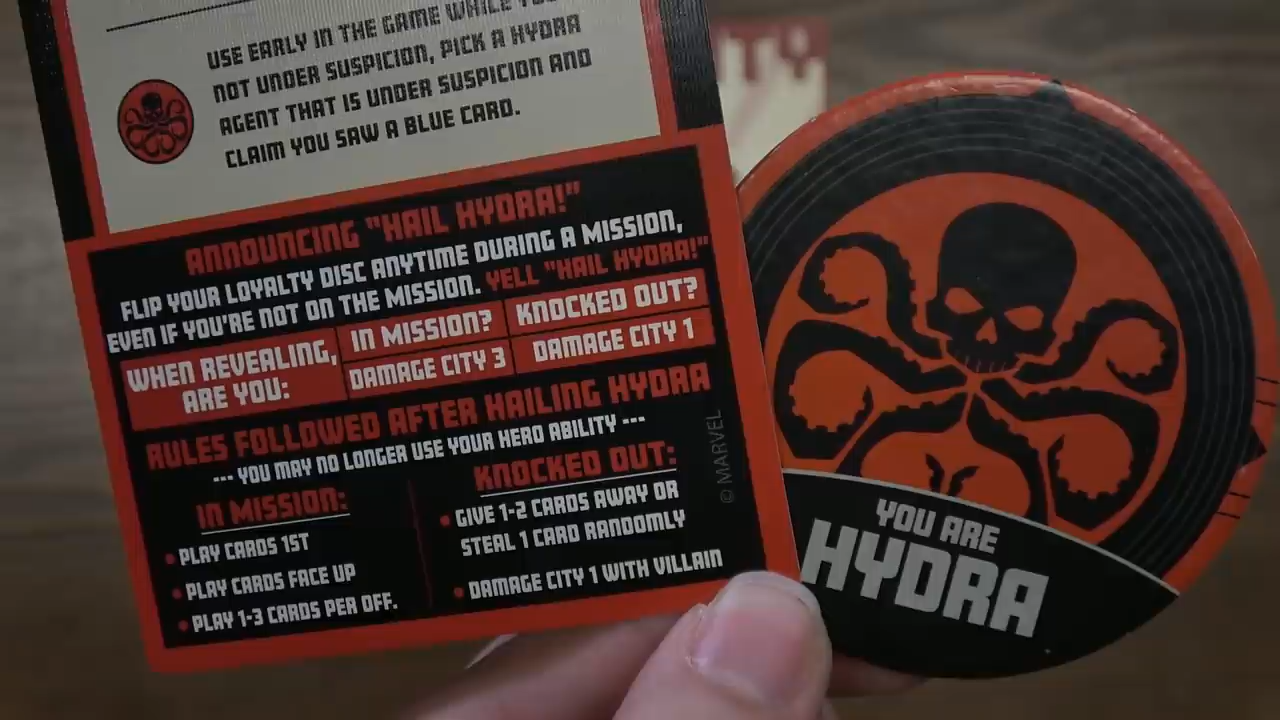 USE EARLY IN THE GAME WHILE
NOT UNDER SUSPICION, PICK A HYDRA
AGENT THAT IS UNDER SUSPICION AND
CLAIM YOU SAW A BLUE CARD.
ANNOUNCING "HAIL HYDRA!"
FLIP YOUR LOYALTY DISC ANYTIME DURING A MISSION,
EVEN IF YOU'RE NOT ON THE MISSION. YELL "HAIL HYDRA!"
WHEN REVEALING,
ARE YOU:
IN MISSION?
KNOCKED OUT?
DAMAGE CITY 3
DAMAGE CITY 1
RULES FOLLOWED AFTER HAILING HYDRA
--- YOU MAY NO LONGER USE YOUR HERO ABILITY ---
IN MISSION:
• PLAY CARDS 1ST
• PLAY CARDS FACE UP
• PLAY 1-3 CARDS PER OFF.
KNOCKED OUT:
• GIVE 1-2 CARDS AWAY OR
STEAL 1 CARD RANDOMLY
• DAMAGE CITY 1 WITH VILLAIN
© MARVEL
YOU ARE
HYDRA